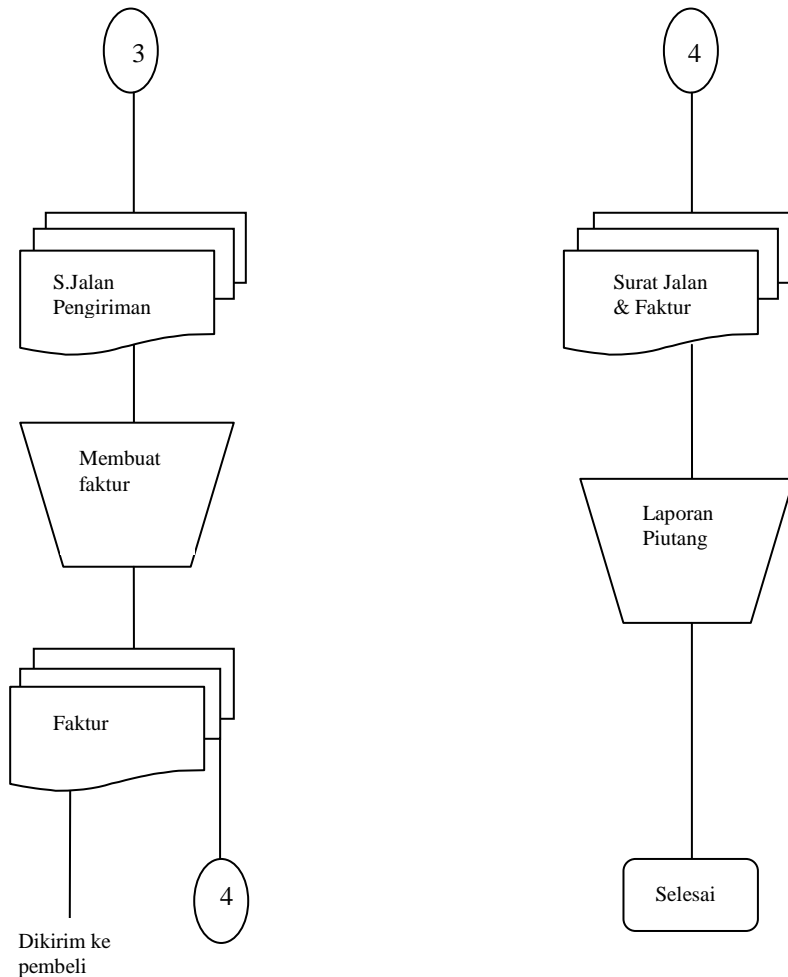 3
S.Jalan
Pengiriman
Membuat
faktur
Faktur
4
Dikirim ke
pembeli
4
Surat Jalan
& Faktur
Laporan
Piutang
Selesai